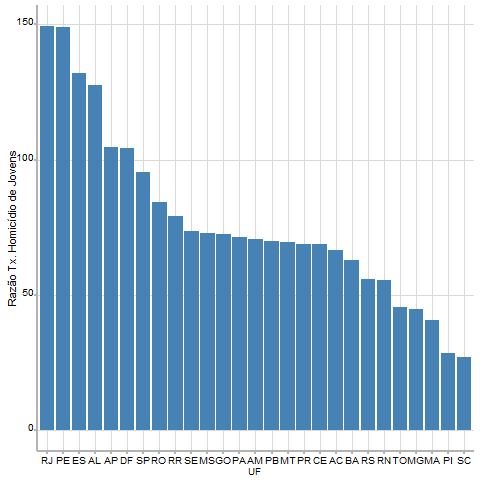 150
100
50
0
Razão Tx. Homicídio de Jovens
RJ PE ES AL AP DF SP RO RR SE MS GO PA AM PB MT PR CE AC BA RS RN TO MG MA PI SC
UF